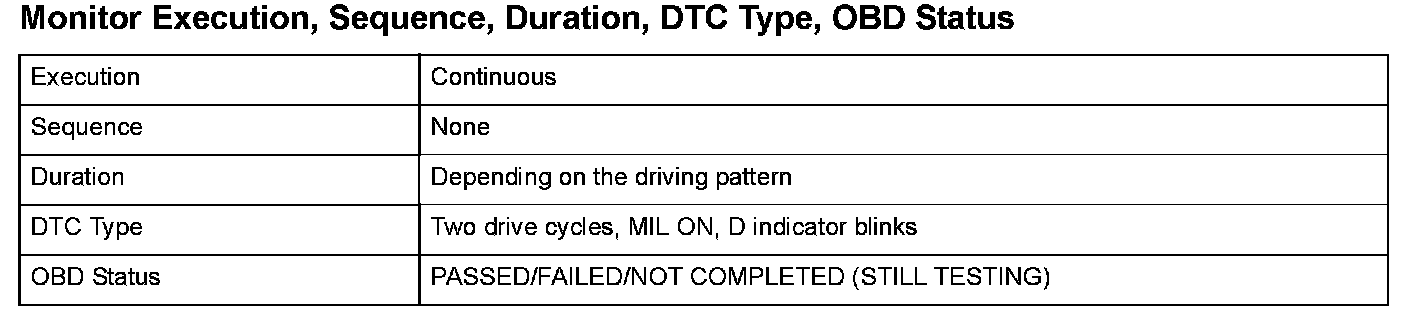 Monitor Execution, Sequence, Duration, DTC Type, OBD Status
Execution Continuous
Sequence None
Duration Depending on the driving pattern
DTC Type Two drive cycles, MIL ON, D indicator blinks
OBD Status PASSED/FAILED/NOT COMPLETED (STILL TESTING)